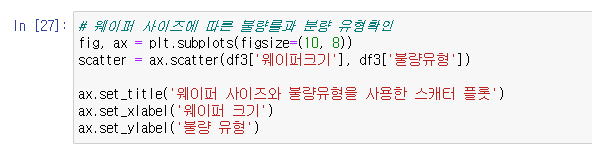 In [27]:
# 웨이퍼 사이즈에 따른 불량률과 분량 유형확인
fig, ax = plt.subplots(figsize=(10, 8))
scatter = ax.scatter(df3['웨이퍼크기'], df3['불량유형'])
ax.set_title('웨이퍼 사이즈와 불량유형을 사용한 스캐터 플롯')
ax.set_xlabel('웨이퍼 크기')
ax.set_ylabel('불량 유형')